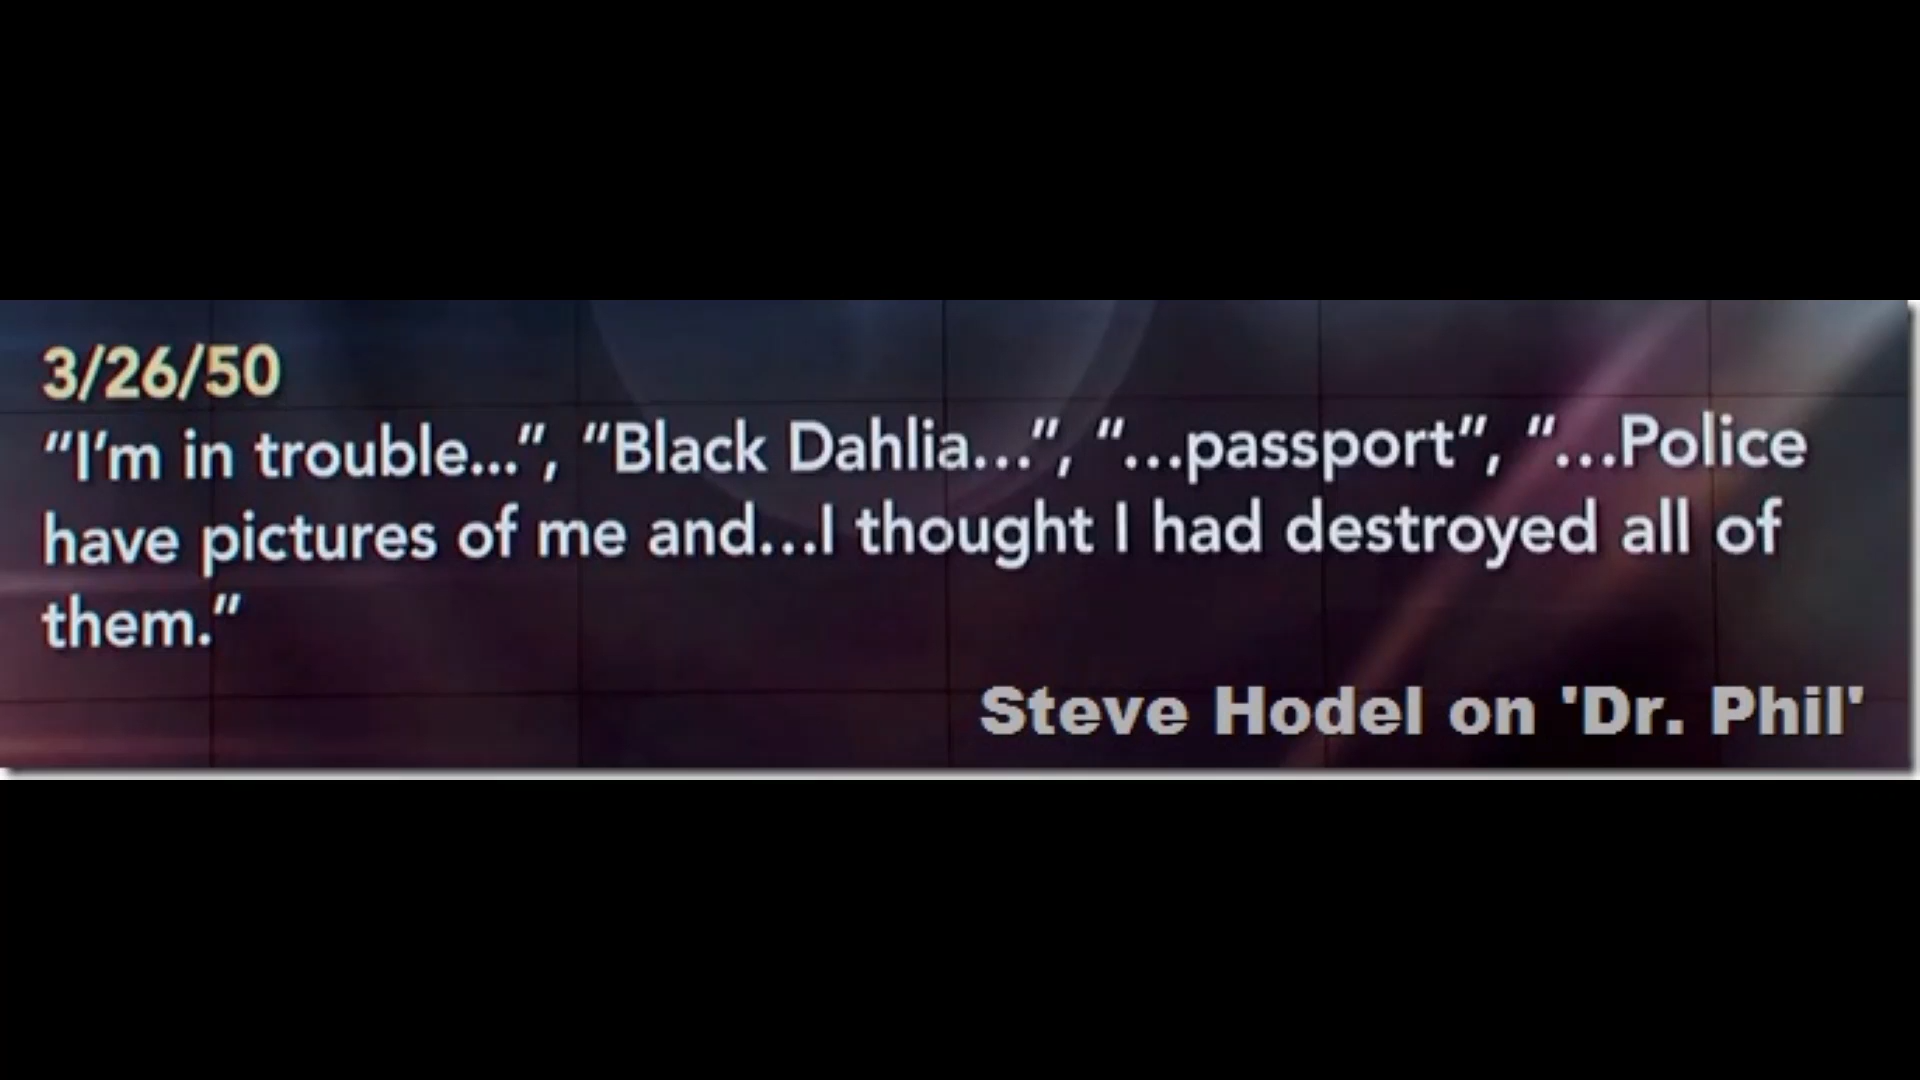 3/26/50
“I’m in trouble...”, “Black Dahlia...”, “...passport”, “...Police
have pictures of me and...I thought I had destroyed all of
them.”
Steve Hodel on 'Dr. Phil'